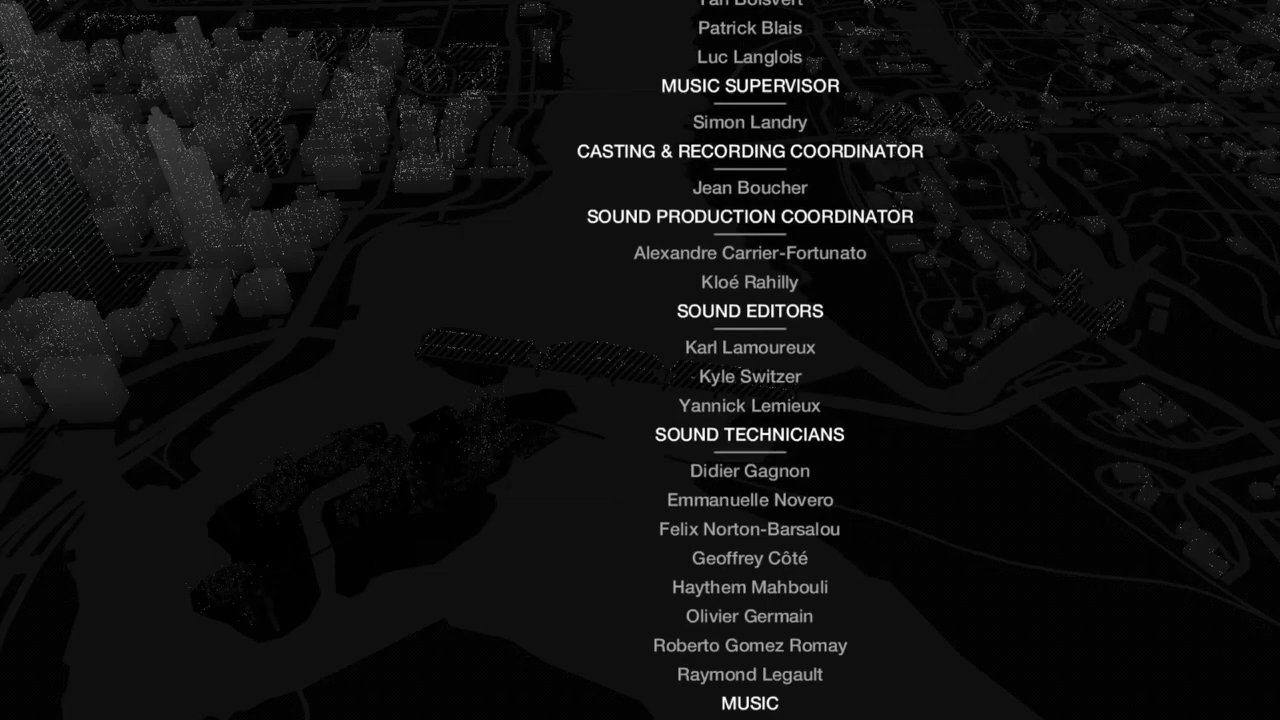 Yan Boisvert
Patrick Blais
Luc Langlois
MUSIC SUPERVISOR
Simon Landry
CASTING & RECORDING COORDINATOR
Jean Boucher
SOUND PRODUCTION COORDINATOR
Alexandre Carrier-Fortunato
Kloé Rahilly
SOUND EDITORS
Karl Lamoureux
Kyle Switzer
Yannick Lemieux
SOUND TECHNICIANS
Didier Gagnon
Emmanuelle Novero
Felix Norton-Barsalou
Geoffrey Côté
Haythem Mahbouli
Olivier Germain
Roberto Gomez Romay
Raymond Legault
MUSIC